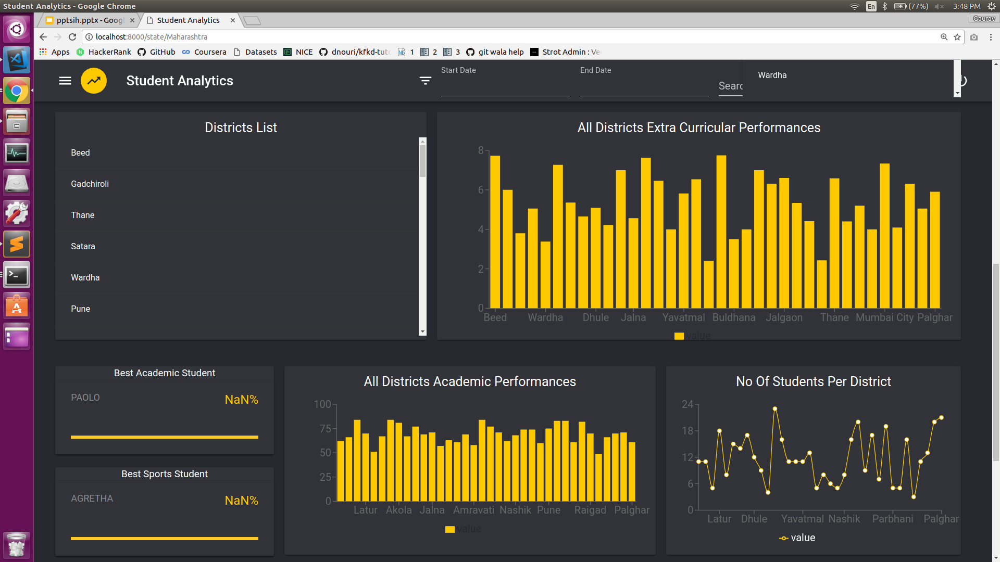 Student Analytics - Google Chrome
En (77%) 3:48 PM
pptsih.pptx - Googl
Student Analytics
Gaurav
localhost:8000/state/Maharashtra
Apps HackerRank GitHub Coursera Datasets NICE dnouri/kfkd-tuto 1 2 3 git wala help Strot Admin : Ve
Student Analytics
Start Date
End Date
Searc
Wardha
Districts List
Beed
Gadchiroli
Thane
Satara
Wardha
Pune
All Districts Extra Curricular Performances
8
6
4
2
0
Beed Wardha Dhule Jalna Yavatmal Buldhana Jalgaon Thane Mumbai City Palghar
value
Best Academic Student
PAOLO NaN%
Best Sports Student
AGRETHA NaN%
All Districts Academic Performances
100
75
50
25
0
Latur Akola Jalna Amravati Nashik Pune Raigad Palghar
value
No Of Students Per District
24
18
12
6
0
Latur Dhule Yavatmal Nashik Parbhani Palghar
value